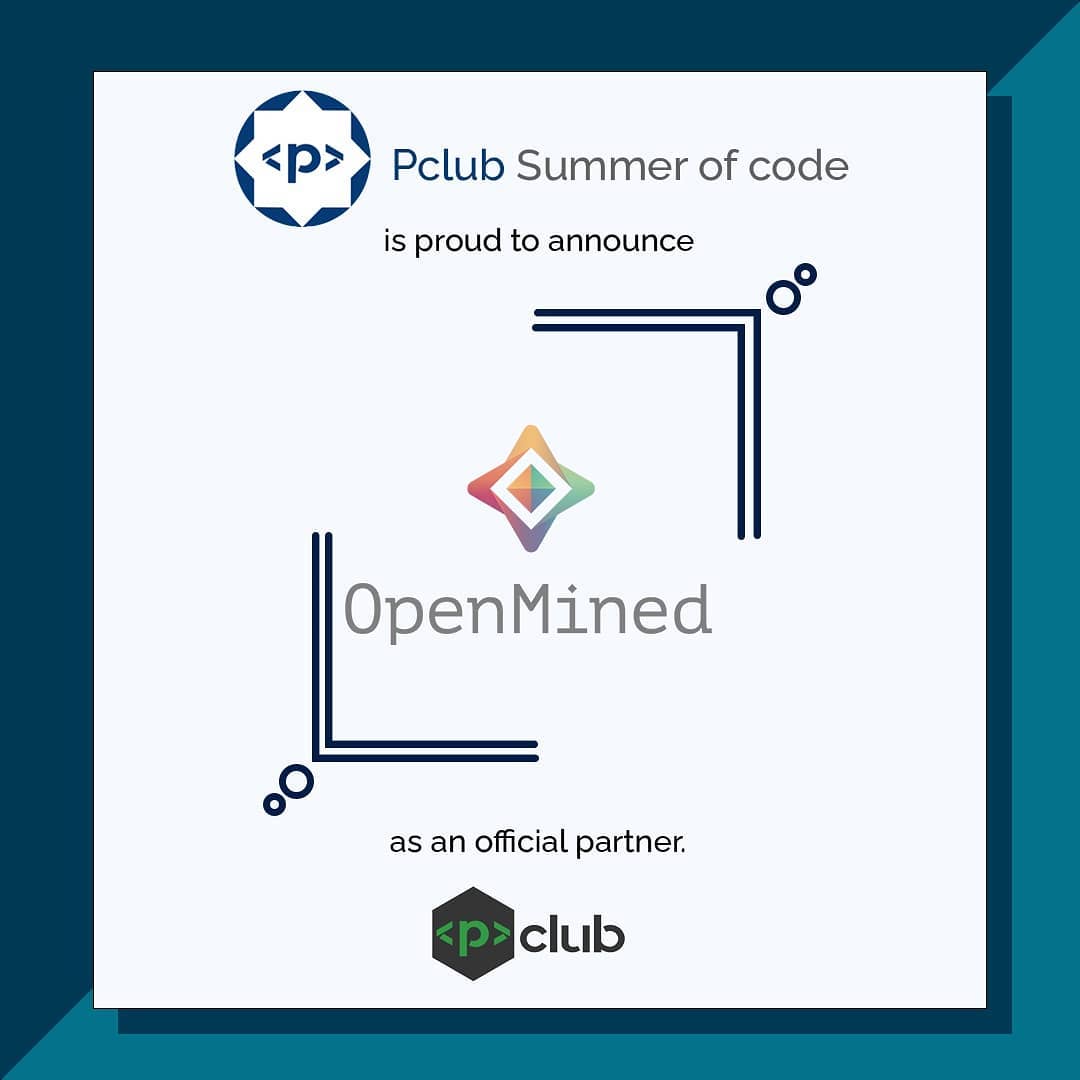 <p>
Pclub Summer of code
is proud to announce
OpenMined
as an official partner.
<p>club